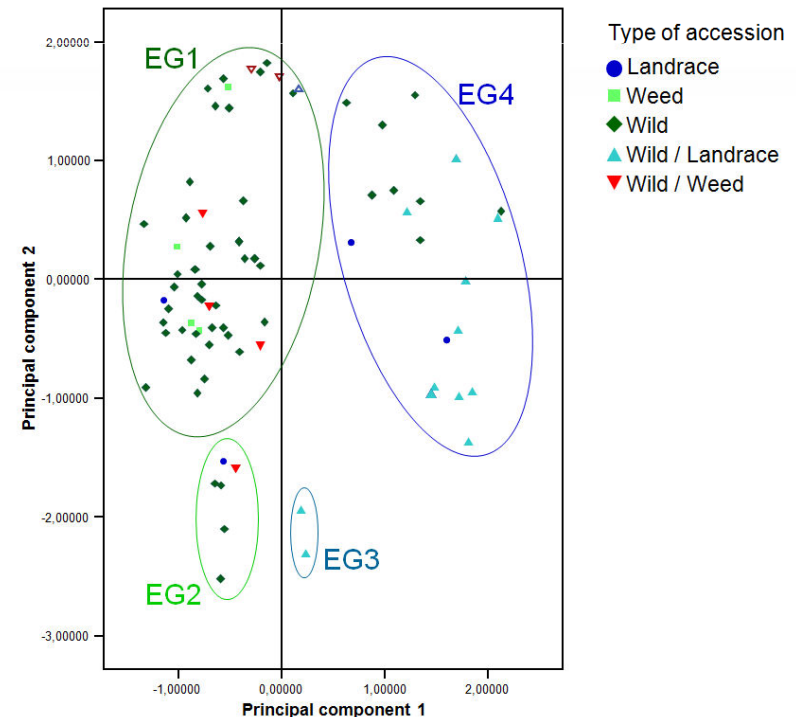 EG1
EG4
EG2
EG3
2,00000
1,00000
0,00000
-1,00000
-2,00000
-3,00000
Principal component 2
-1,00000
0,00000
1,00000
2,00000
Principal component 1
Type of accession
Landrace
Weed
Wild
Wild / Landrace
Wild / Weed